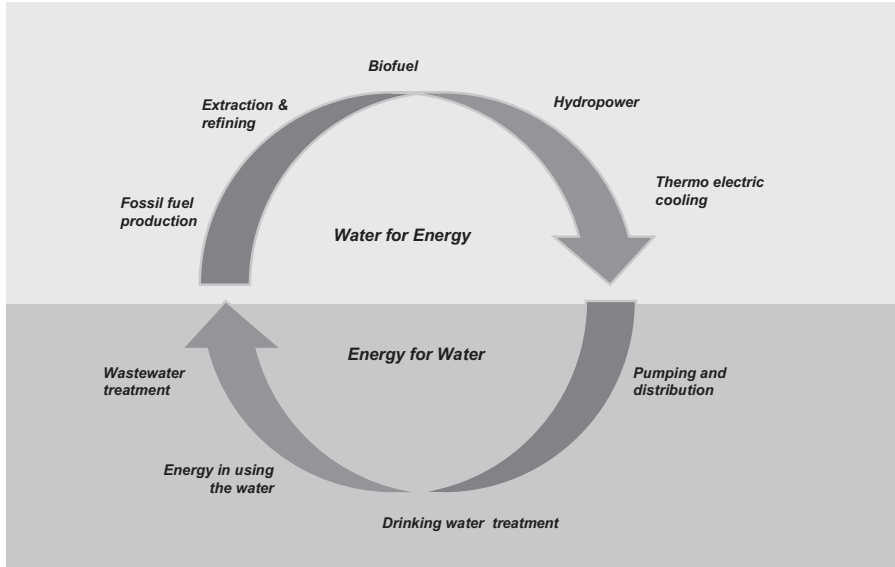 Biofuel
Extraction &
refining
Hydropower
Thermo electric
cooling
Fossil fuel
production
Water for Energy
Energy for Water
Wastewater
treatment
Pumping and
distribution
Energy in using
the water
Drinking water treatment